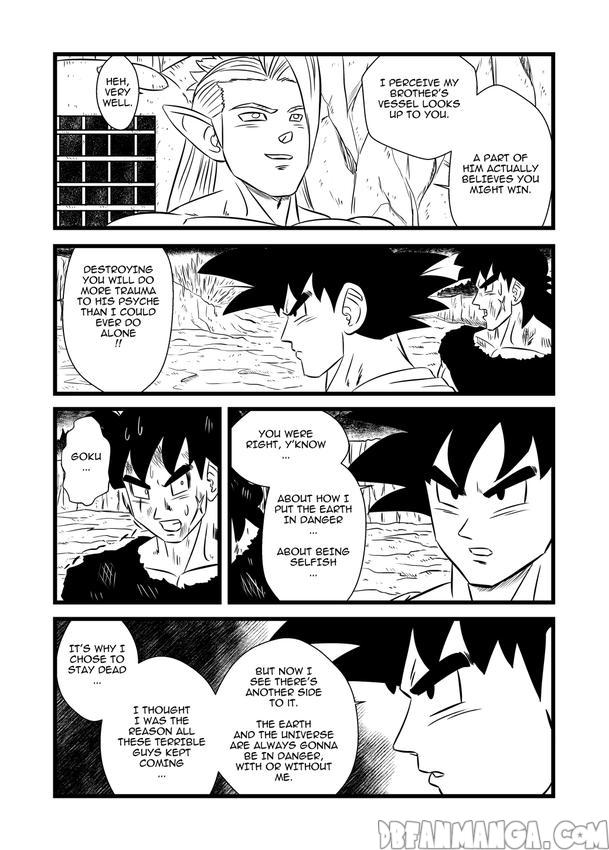 HEH,
VERY
WELL.
I PERCEIVE MY
BROTHER'S
VESSEL LOOKS
UP TO YOU.
A PART OF
HIM ACTUALLY
BELIEVES YOU
MIGHT WIN.
DESTROYING
YOU WILL DO
MORE TRAUMA
TO HIS PSYCHE
THAN I COULD
EVER DO
ALONE
!!
GOKU
...
YOU WERE
RIGHT, Y'KNOW
...
ABOUT HOW I
PUT THE EARTH
IN DANGER
...
ABOUT BEING
SELFISH
...
IT'S WHY I
CHOSE TO
STAY DEAD
...
I THOUGHT
I WAS THE
REASON ALL
THESE TERRIBLE
GUYS KEPT
COMING
...
BUT NOW I
SEE THERE'S
ANOTHER SIDE
TO IT.
THE EARTH
AND THE UNIVERSE
ARE ALWAYS GONNA
BE IN DANGER,
WITH OR WITHOUT
ME.
DBFANMANGA.COM